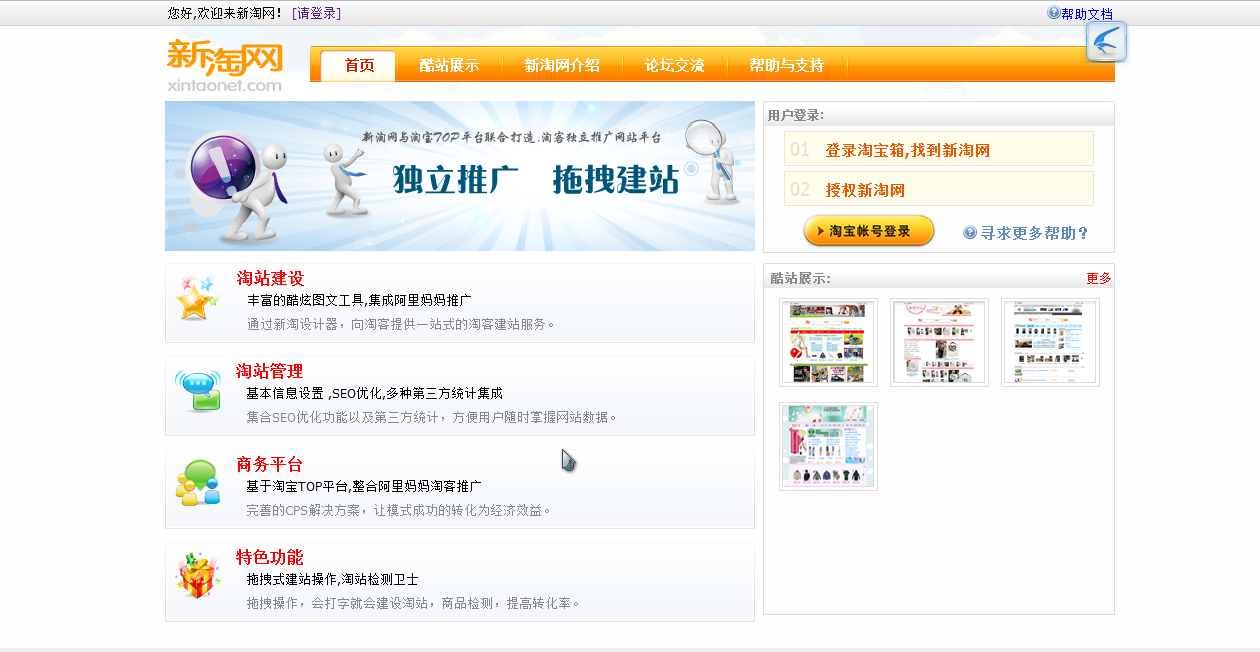 您好,欢迎来新淘网! [请登录]
帮助文档
新淘网
xintaonet.com
首页 酷站展示 新淘网介绍 论坛交流 帮助与支持
新淘网与淘宝TOP平台联合打造.淘客独立推广网站平台
独立推广 拖拽建站
用户登录:
01 登录淘宝箱,找到新淘网
02 授权新淘网
淘宝帐号登录
寻求更多帮助?
淘站建设
丰富的酷炫图文工具,集成阿里妈妈推广
通过新淘设计器，向淘客提供一站式的淘客建站服务。
淘站管理
基本信息设置 ,SEO优化,多种第三方统计集成
集合SEO优化功能以及第三方统计，方便用户随时掌握网站数据。
商务平台
基于淘宝TOP平台,整合阿里妈妈淘客推广
完善的CPS解决方案，让模式成功的转化为经济效益。
特色功能
拖拽式建站操作,淘站检测卫士
拖拽操作，会打字就会建设淘站，商品检测，提高转化率。
酷站展示:
更多